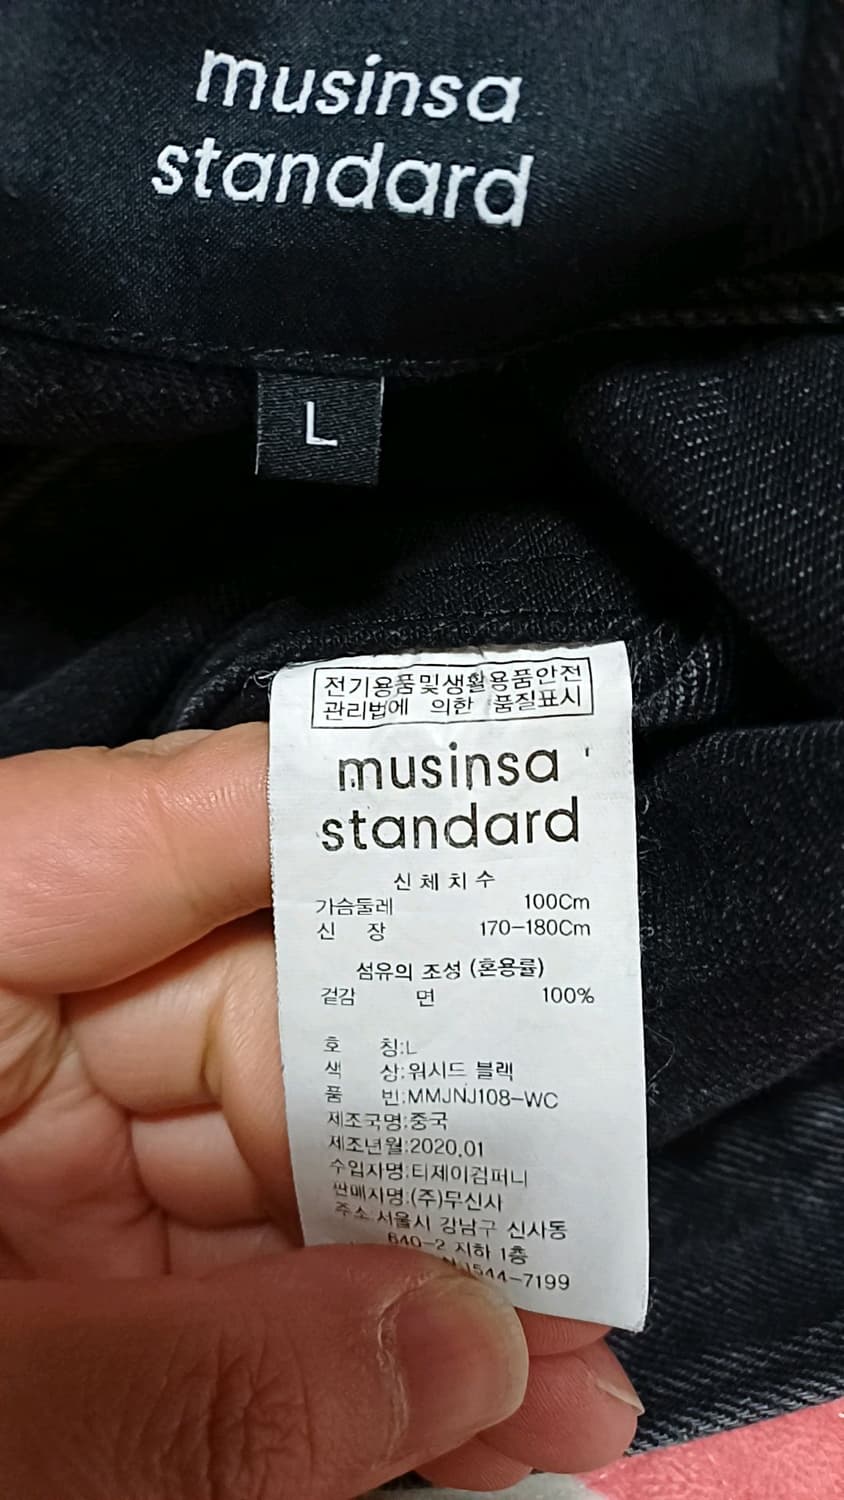 musinsa
standard
L
전기용품및생활용품안전
관리법에 의한 품질표시
musinsa
standard
신체치수
가슴둘레 100Cm
신 장 170-180Cm
섬유의 조성 (혼용률)
겉감 면 100%
호 칭:L
색 상:워시드 블랙
품 번:MMJNJ108-WC
제조국명:중국
제조년월:2020.01
수입자명:티제이컴퍼니
판매자명:(주)무신사
주소:서울시 강남구 신사동
640-2 지하 1층
1544-7199